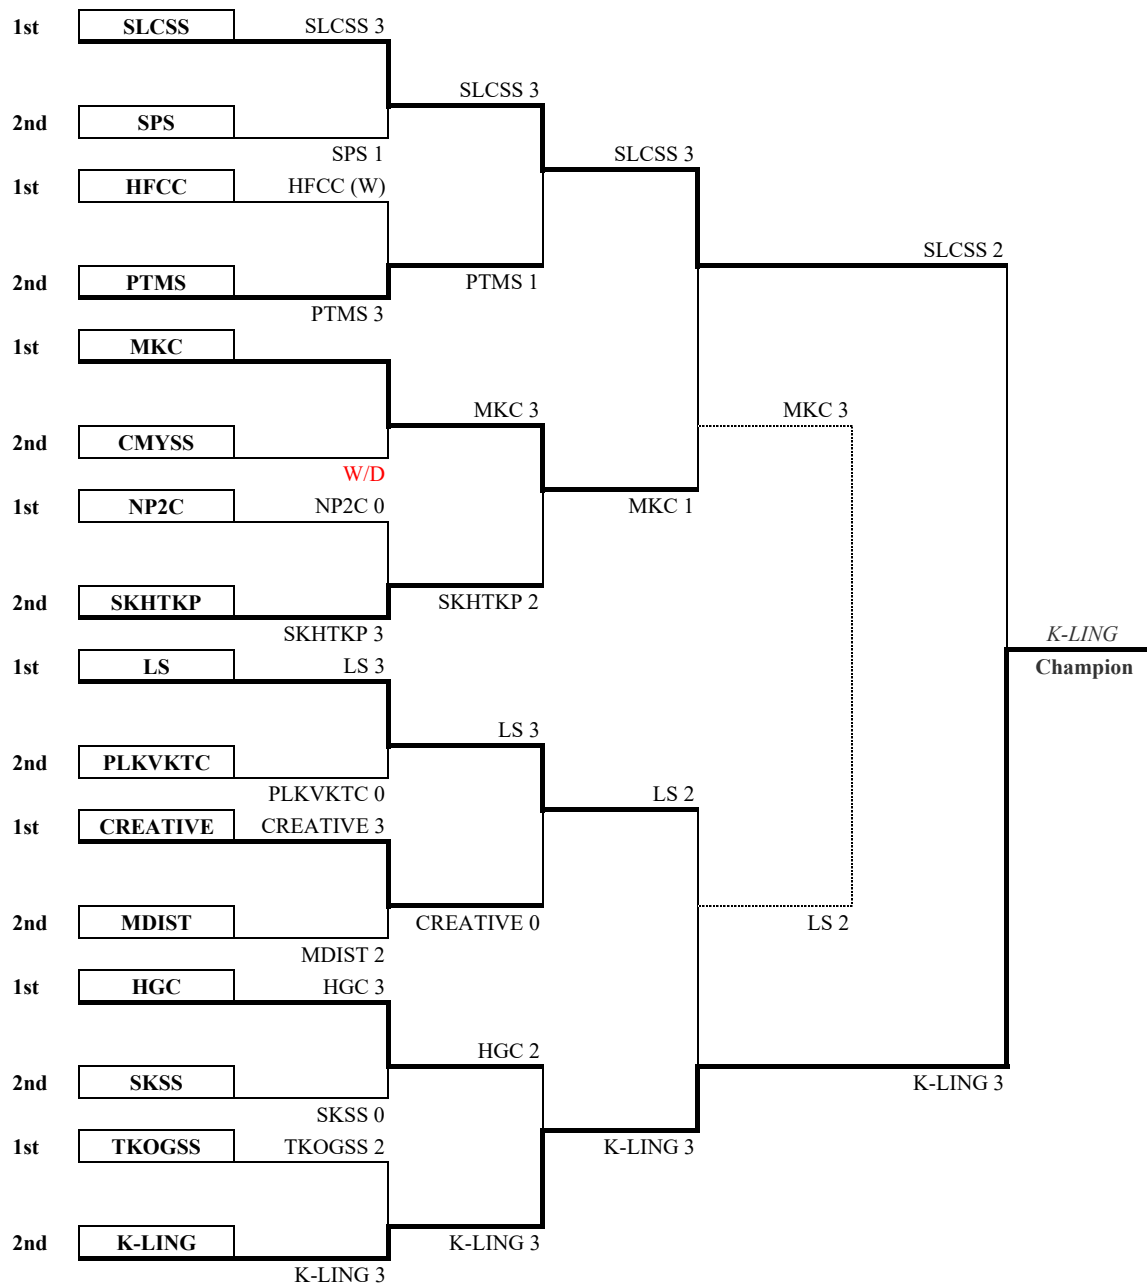 1st SLCSS SLCSS 3
SLCSS 3
2nd SPS
SPS 1 SLCSS 3
1st HFCC HFCC (W)
SLCSS 2
2nd PTMS PTMS 1
PTMS 3
1st MKC
MKC 3 MKC 3
2nd CMYSS
W/D
1st NP2C NP2C 0 MKC 1
2nd SKHTKP SKHTKP 2
SKHTKP 3 K-LING
1st LS LS 3 Champion
LS 3
2nd PLKVKTC
PLKVKTC 0 LS 2
1st CREATIVE CREATIVE 3
2nd MDIST CREATIVE 0 LS 2
MDIST 2
1st HGC HGC 3
HGC 2
2nd SKSS K-LING 3
SKSS 0
1st TKOGSS TKOGSS 2 K-LING 3
2nd K-LING K-LING 3
K-LING 3